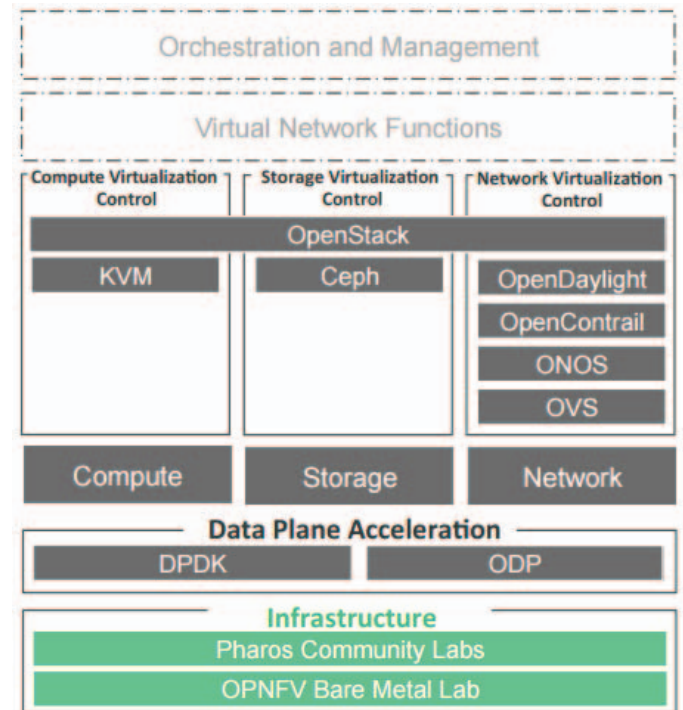 Orchestration and Management
Virtual Network Functions
Compute Virtualization
Control
Storage Virtualization
Control
Network Virtualization
Control
OpenStack
KVM
Ceph
OpenDaylight
OpenContrail
ONOS
OVS
Compute
Storage
Network
Data Plane Acceleration
DPDK
ODP
Infrastructure
Pharos Community Labs
OPNFV Bare Metal Lab